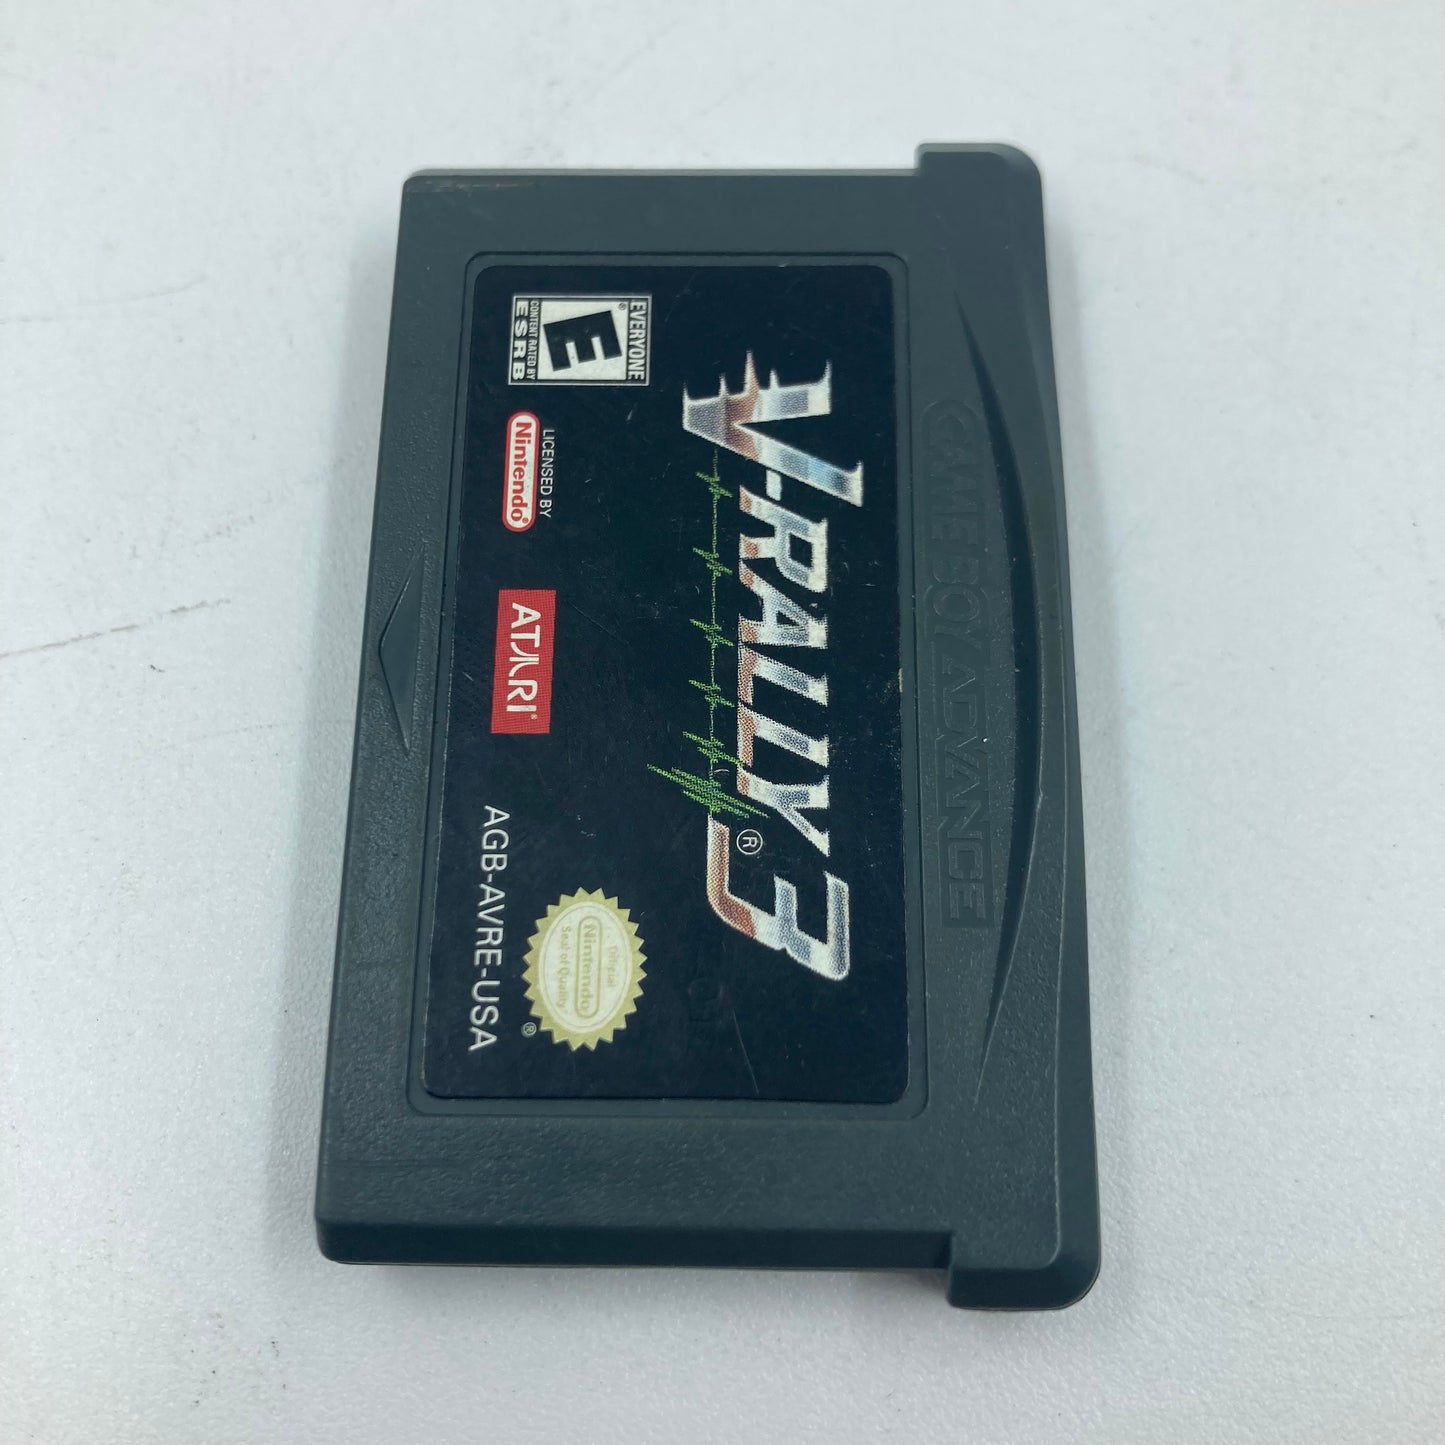 GAME BOY ADVANCE
V-RALLY 3®
EVERYONE
E®
CONTENT RATED BY
ESRB
LICENSED BY
Nintendo®
ATARI®
AGB-AVRE-USA
Official
Nintendo
Seal of Quality
®